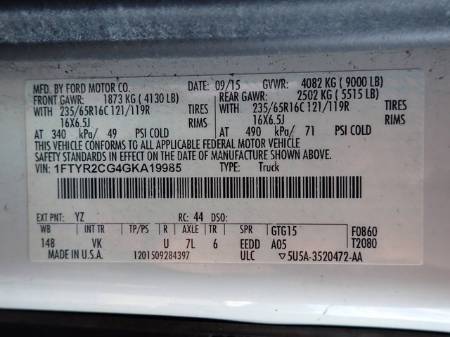 MFD. BY FORD MOTOR CO. 09/15 GVWR: 4082 KG ( 9000 LB)
FRONT GAWR: 1873 KG ( 4130 LB) REAR GAWR: 2502 KG ( 5515 LB)
WITH 235/65R16C 121/119R TIRES WITH 235/65R16C 121/119R TIRES
16X6.5J RIMS 16X6.5J RIMS
AT 340 kPa/ 49 PSI COLD AT 490 kPa/ 71 PSI COLD
THIS VEHICLE CONFORMS TO ALL APPLICABLE FEDERAL MOTOR VEHICLE
SAFETY STANDARDS IN EFFECT ON THE DATE OF MANUFACTURE SHOWN ABOVE.
VIN: 1FTYR2CG4GKA19985 TYPE: Truck
EXT PNT: YZ RC: 44 DSO:
WB INT TR TP/PS R AXLE TR SPR GTG15 F0860
148 VK U 7L 6 EEDD A05 T2080
MADE IN U.S.A. 1201509284397 ULC ▽5U5A-3520472-AA